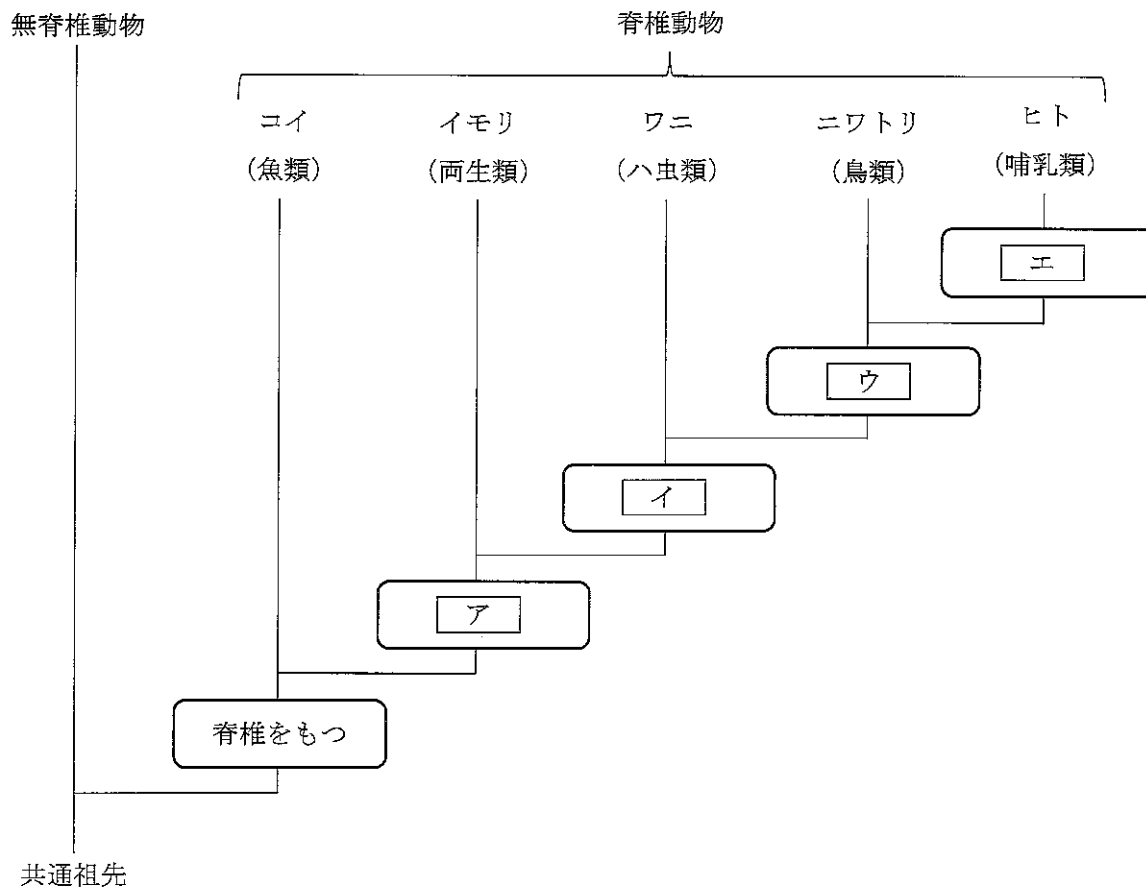 無脊椎動物
脊椎動物
コイ
(魚類)
イモリ
(両生類)
ワニ
(ハ虫類)
ニワトリ
(鳥類)
ヒト
(哺乳類)
エ
ウ
イ
ア
脊椎をもつ
共通祖先